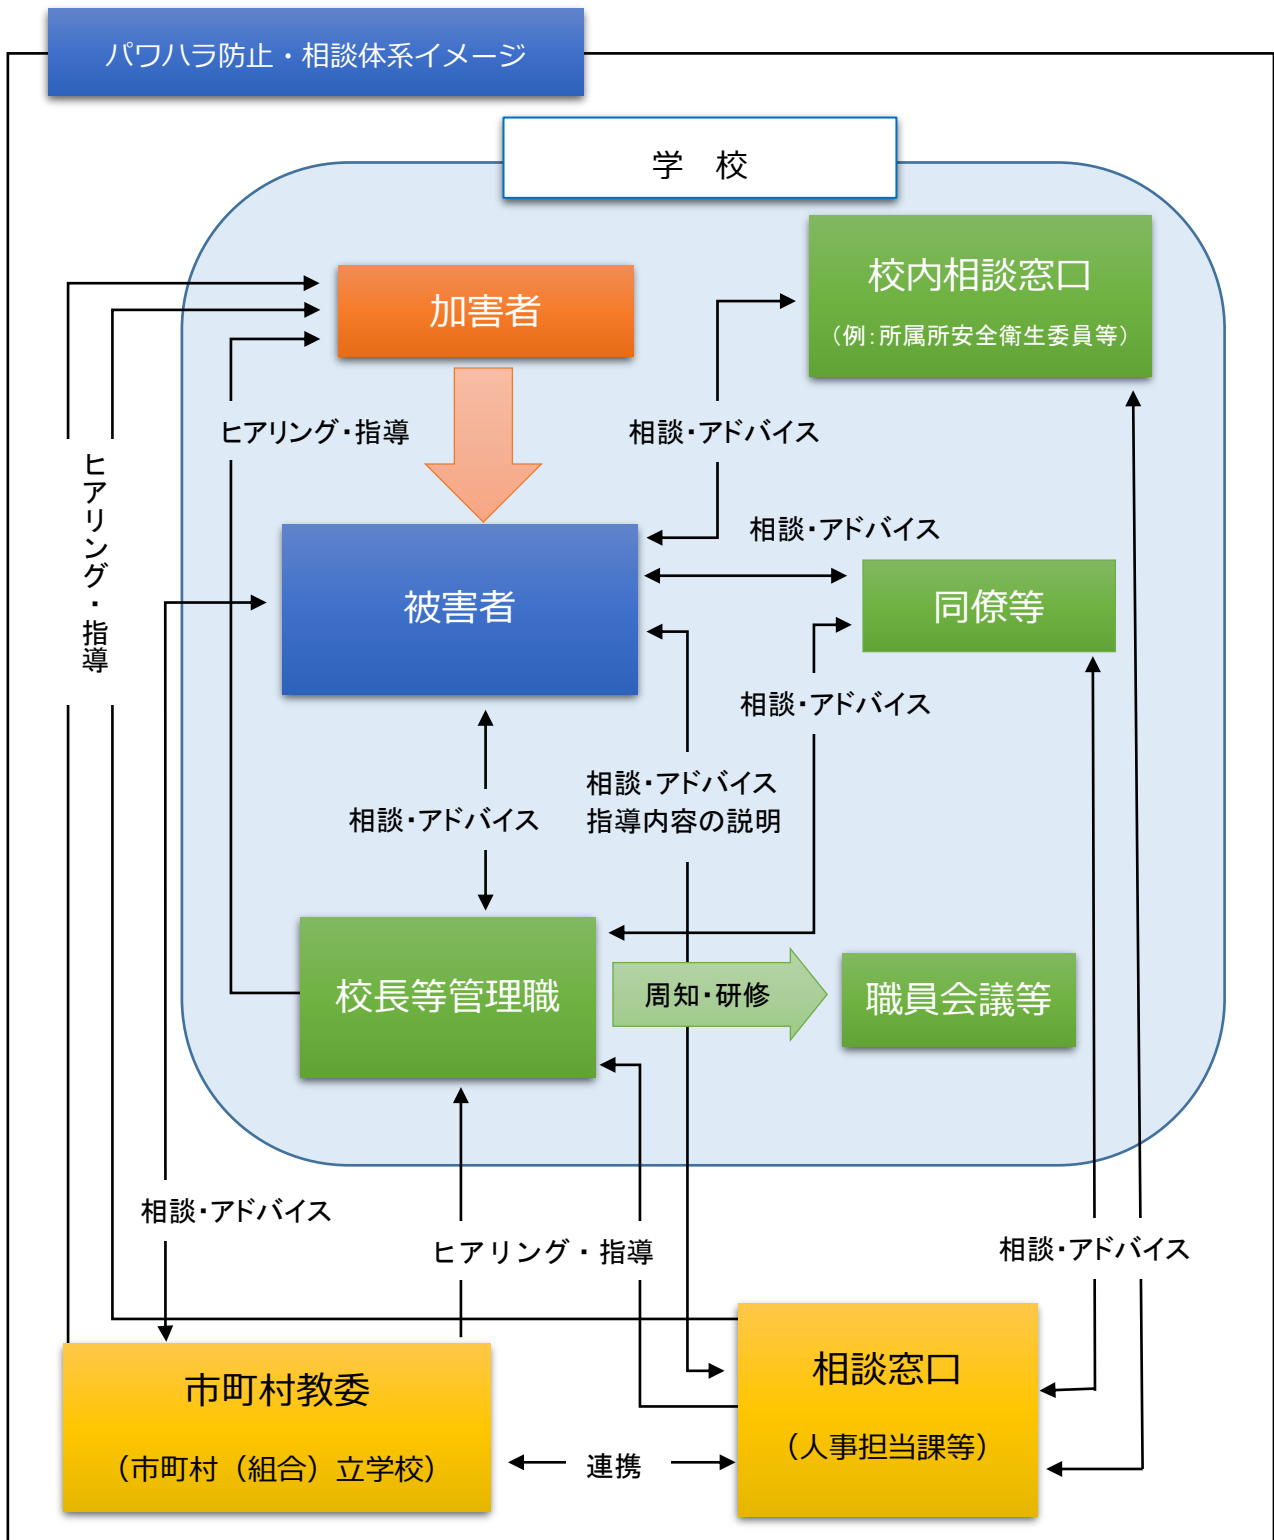 パワハラ防止・相談体系イメージ
学　校
校内相談窓口
（例：所属所安全衛生委員等）
加害者
ヒアリング・指導
相談・アドバイス
ヒアリング・指導
相談・アドバイス
被害者
同僚等
相談・アドバイス
相談・アドバイス
指導内容の説明
相談・アドバイス
校長等管理職
周知・研修
職員会議等
相談・アドバイス
ヒアリング・指導
相談・アドバイス
市町村教委
（市町村（組合）立学校）
連携
相談窓口
（人事担当課等）